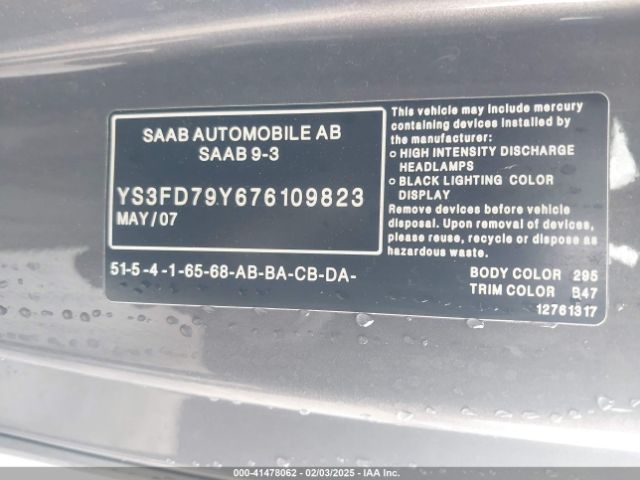 SAAB AUTOMOBILE AB
SAAB 9-3
YS3FD79Y676109823
MAY/07
51-5-4-1-65-68-AB-BA-CB-DA-
This vehicle may include mercury
containing devices installed by
the manufacturer:
o HIGH INTENSITY DISCHARGE
HEADLAMPS
o BLACK LIGHTING COLOR
DISPLAY
Remove devices before vehicle
disposal. Upon removal of devices,
please reuse, recycle or dispose as
hazardous waste.
BODY COLOR 295
TRIM COLOR B47
12761317
00-41478062 - 02/03/2025 - IAA Inc.